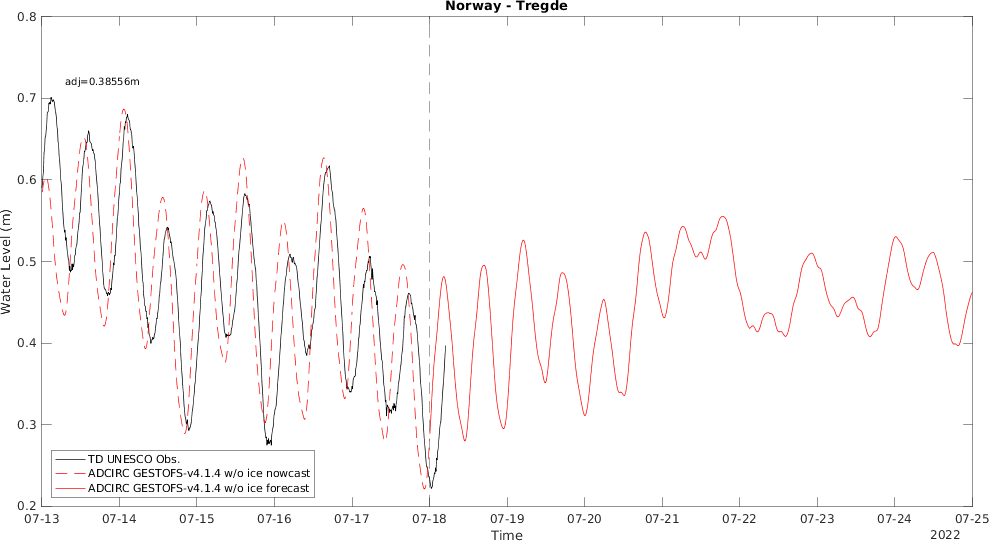 Norway - Tregde
0.8
adj=0.38556m
0.7
0.6
0.5
0.4
0.3
0.2
Water Level (m)
TD UNESCO Obs.
ADCIRC GESTOFS-v4.1.4 w/o ice nowcast
ADCIRC GESTOFS-v4.1.4 w/o ice forecast
07-13 07-14 07-15 07-16 07-17 07-18 07-19 07-20 07-21 07-22 07-23 07-24 07-25
Time
2022